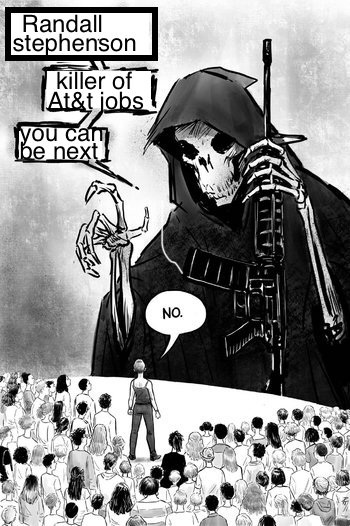 Randall
stephenson
killer of
At&t jobs
you can
be next
NO.